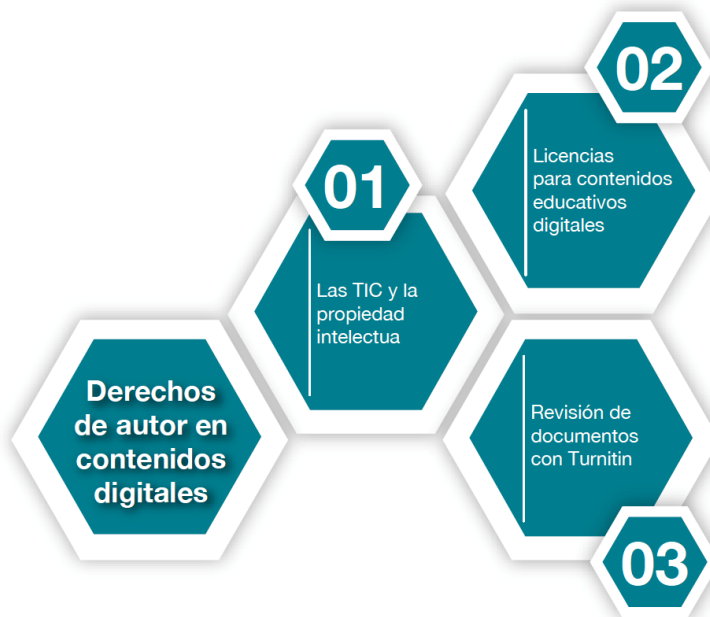 Derechos
de autor en
contenidos
digitales
01
Las TIC y la
propiedad
intelectua
02
Licencias
para contenidos
educativos
digitales
Revisión de
documentos
con Turnitin
03